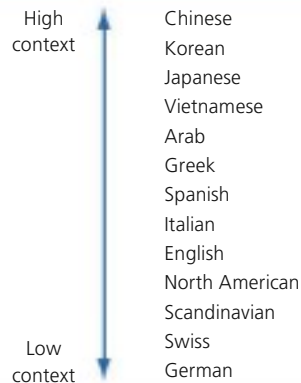 High
context
Chinese
Korean
Japanese
Vietnamese
Arab
Greek
Spanish
Italian
English
North American
Scandinavian
Swiss
German
Low
context